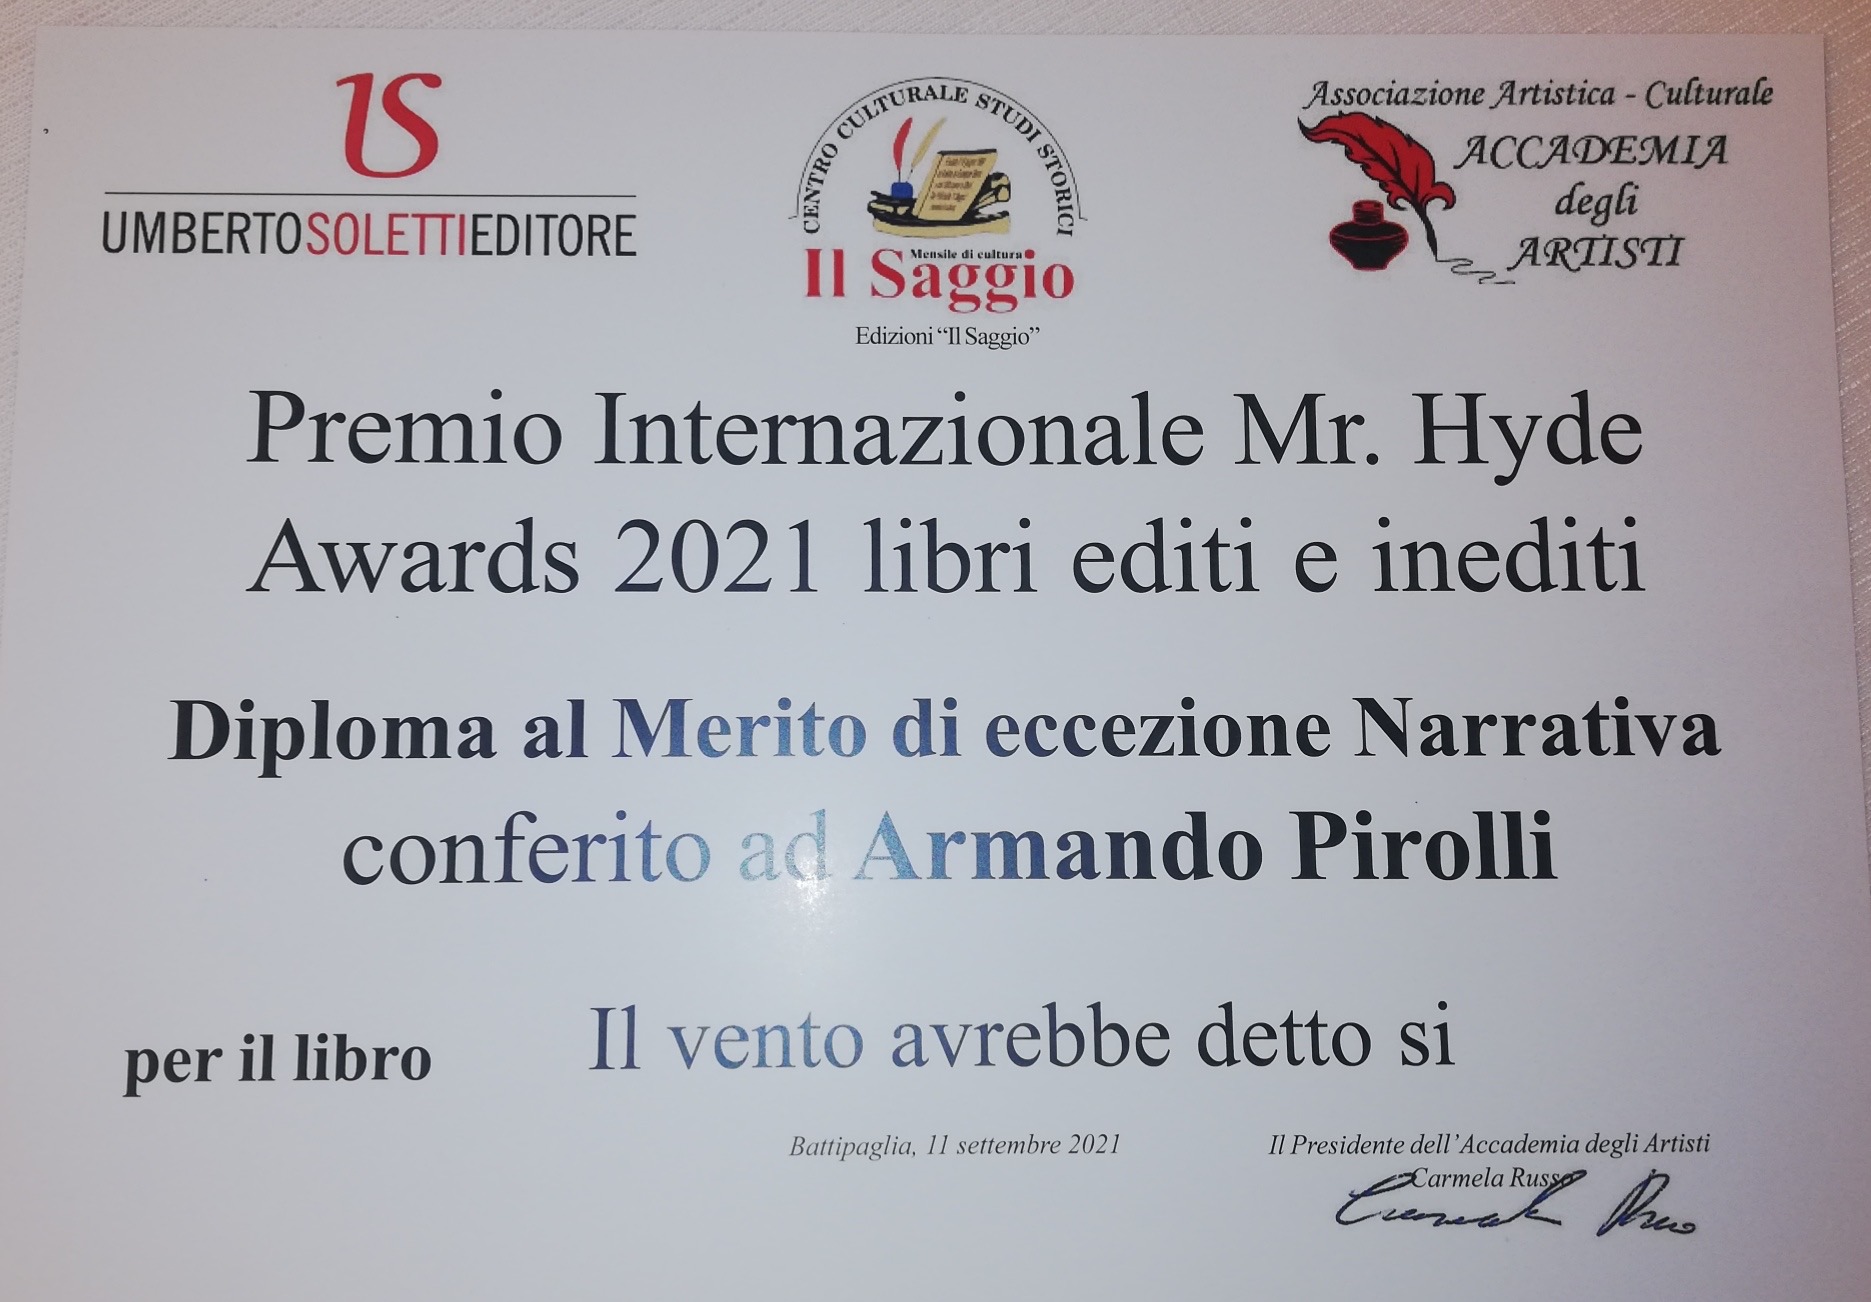 US
UMBERTOSOLETTIEDITORE
CENTRO CULTURALE STUDI STORICI
Mensile di cultura
Il Saggio
Edizioni “Il Saggio”
Associazione Artistica - Culturale
ACCADEMIA
degli
ARTISTI
Premio Internazionale Mr. Hyde
Awards 2021 libri editi e inediti
Diploma al Merito di eccezione Narrativa
conferito ad Armando Pirolli
per il libro Il vento avrebbe detto si
Battipaglia, 11 settembre 2021
Il Presidente dell’Accademia degli Artisti
Carmela Russo